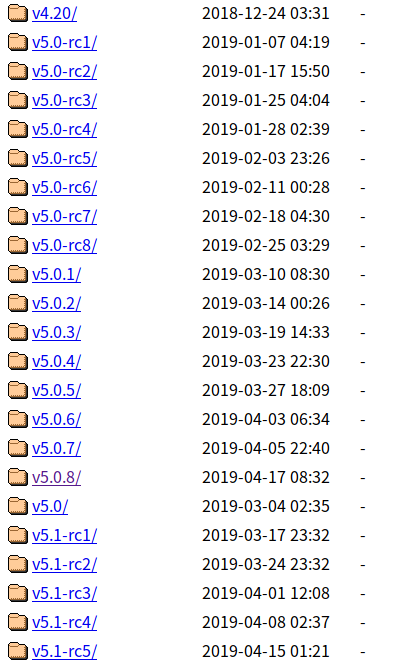 v4.20/ 2018-12-24 03:31 -
v5.0-rc1/ 2019-01-07 04:19 -
v5.0-rc2/ 2019-01-17 15:50 -
v5.0-rc3/ 2019-01-25 04:04 -
v5.0-rc4/ 2019-01-28 02:39 -
v5.0-rc5/ 2019-02-03 23:26 -
v5.0-rc6/ 2019-02-11 00:28 -
v5.0-rc7/ 2019-02-18 04:30 -
v5.0-rc8/ 2019-02-25 03:29 -
v5.0.1/ 2019-03-10 08:30 -
v5.0.2/ 2019-03-14 00:26 -
v5.0.3/ 2019-03-19 14:33 -
v5.0.4/ 2019-03-23 22:30 -
v5.0.5/ 2019-03-27 18:09 -
v5.0.6/ 2019-04-03 06:34 -
v5.0.7/ 2019-04-05 22:40 -
v5.0.8/ 2019-04-17 08:32 -
v5.0/ 2019-03-04 02:35 -
v5.1-rc1/ 2019-03-17 23:32 -
v5.1-rc2/ 2019-03-24 23:32 -
v5.1-rc3/ 2019-04-01 12:08 -
v5.1-rc4/ 2019-04-08 02:37 -
v5.1-rc5/ 2019-04-15 01:21 -